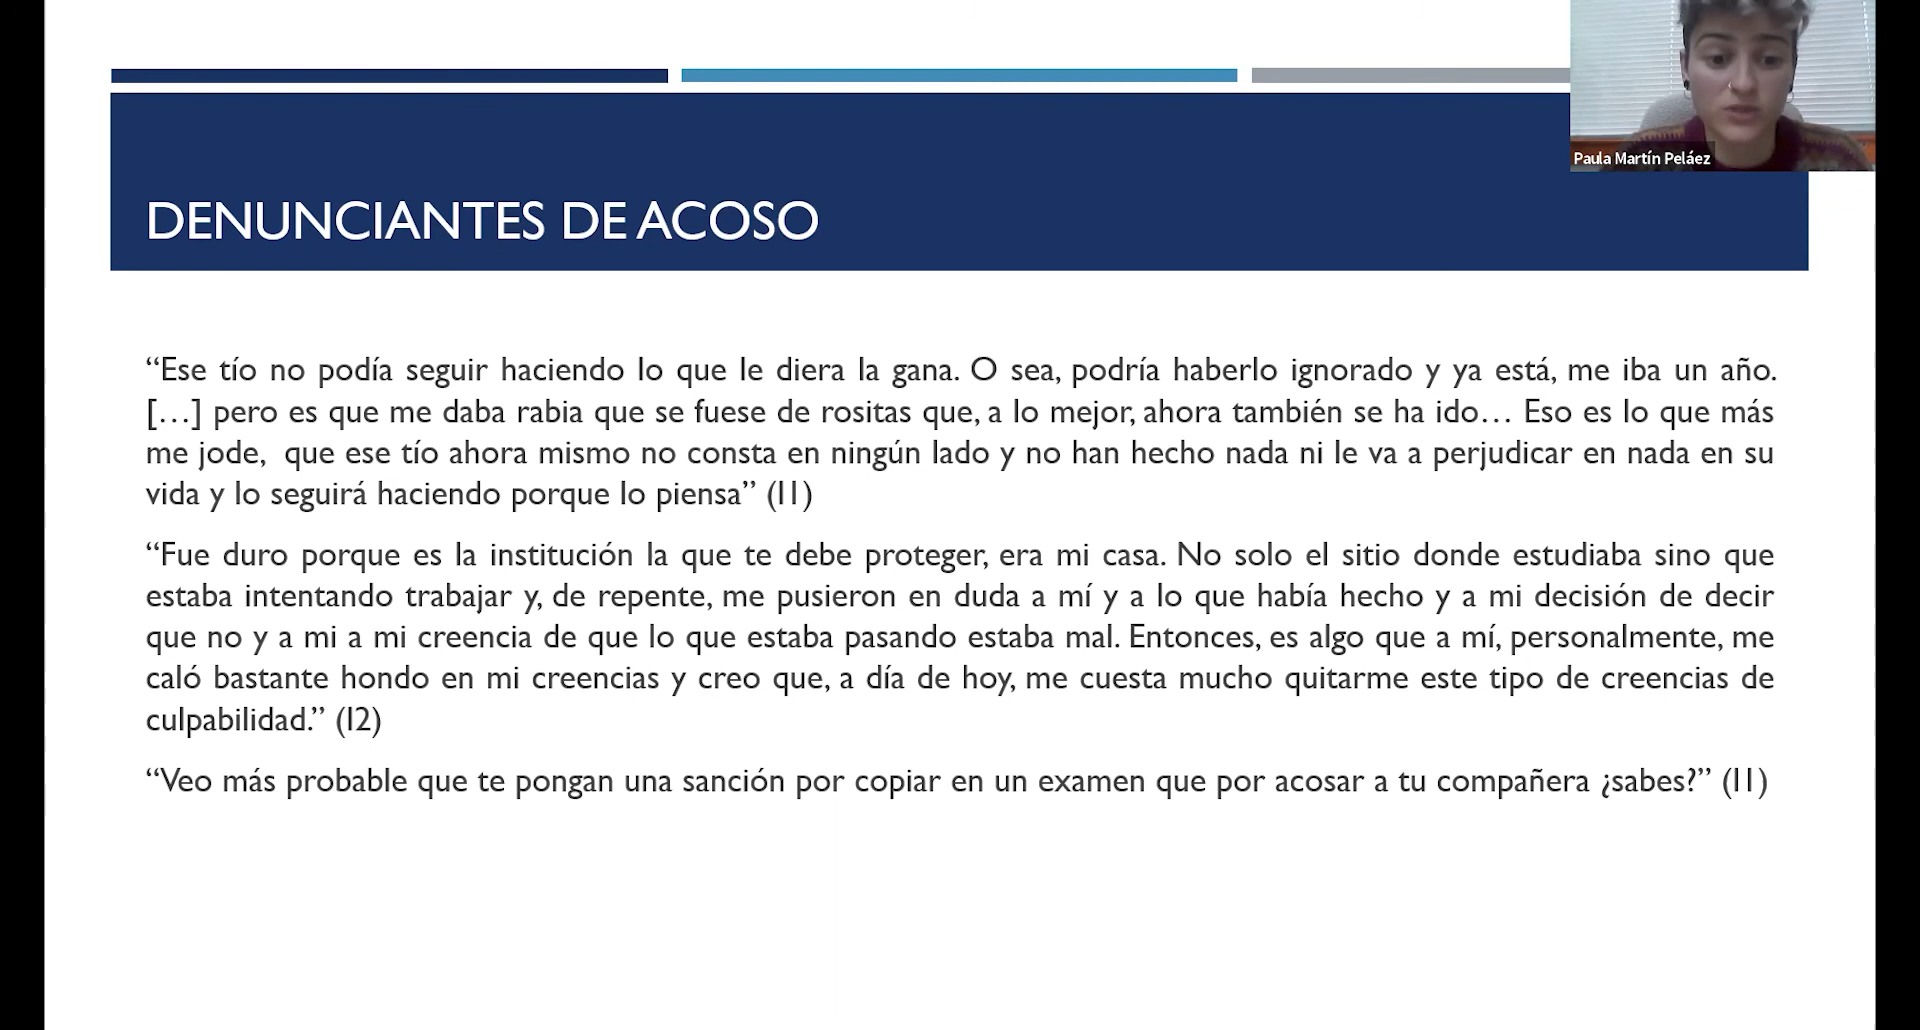 Paula Martín Peláez
DENUNCIANTES DE ACOSO
“Ese tío no podía seguir haciendo lo que le diera la gana. O sea, podría haberlo ignorado y ya está, me iba un año.
[…] pero es que me daba rabia que se fuese de rositas que, a lo mejor, ahora también se ha ido… Eso es lo que más
me jode, que ese tío ahora mismo no consta en ningún lado y no han hecho nada ni le va a perjudicar en nada en su
vida y lo seguirá haciendo porque lo piensa” (I1)
“Fue duro porque es la institución la que te debe proteger, era mi casa. No solo el sitio donde estudiaba sino que
estaba intentando trabajar y, de repente, me pusieron en duda a mí y a lo que había hecho y a mi decisión de decir
que no y a mi a mi creencia de que lo que estaba pasando estaba mal. Entonces, es algo que a mí, personalmente, me
caló bastante hondo en mi creencias y creo que, a día de hoy, me cuesta mucho quitarme este tipo de creencias de
culpabilidad.” (I2)
“Veo más probable que te pongan una sanción por copiar en un examen que por acosar a tu compañera ¿sabes?” (I1)